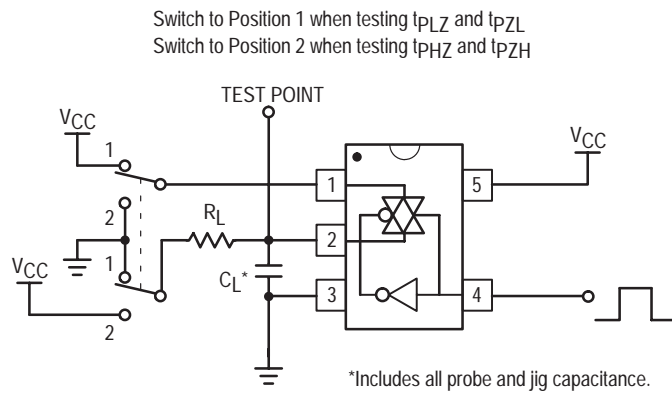 Switch to Position 1 when testing tPLZ and tPZL
Switch to Position 2 when testing tPHZ and tPZH
TEST POINT
VCC
VCC
1
1
5
2
RL
2
1
VCC
CL*
3
4
2
*Includes all probe and jig capacitance.